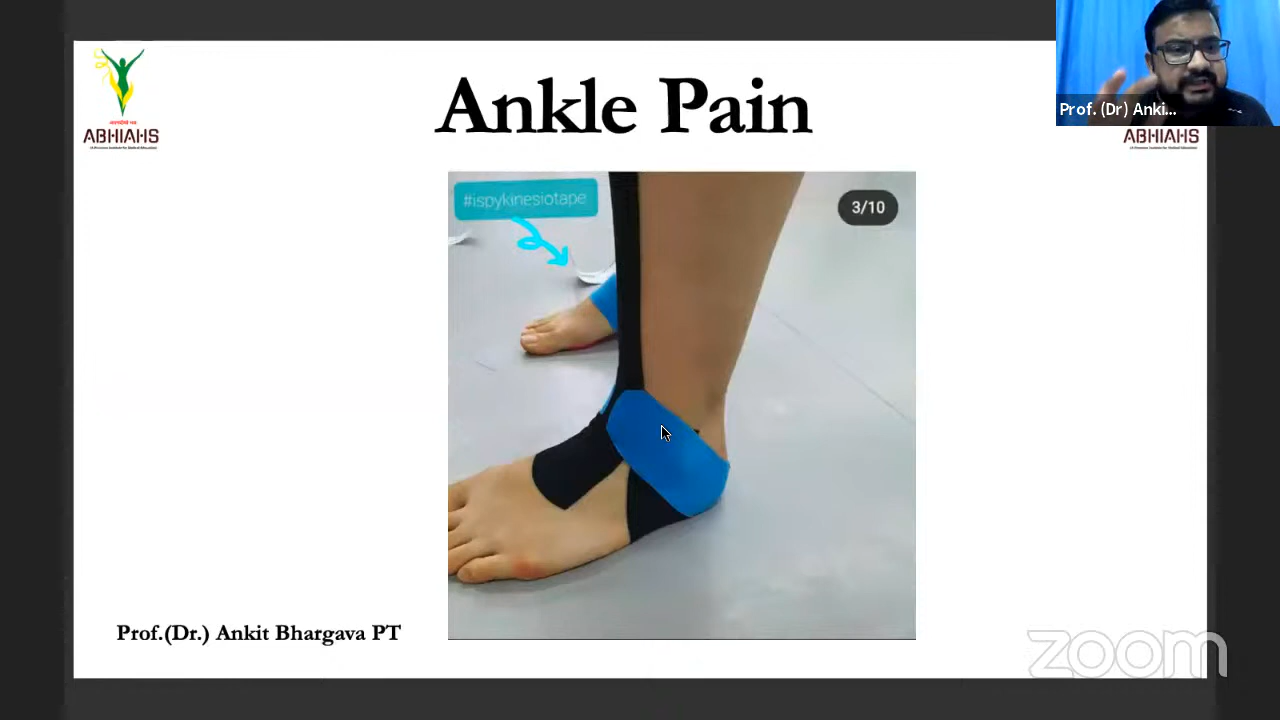 Ankle Pain
Prof. (Dr) Anki...
ABHIAHS
ABHIAHS
#ispykinesiotape
3/10
Prof.(Dr.) Ankit Bhargava PT
zoom